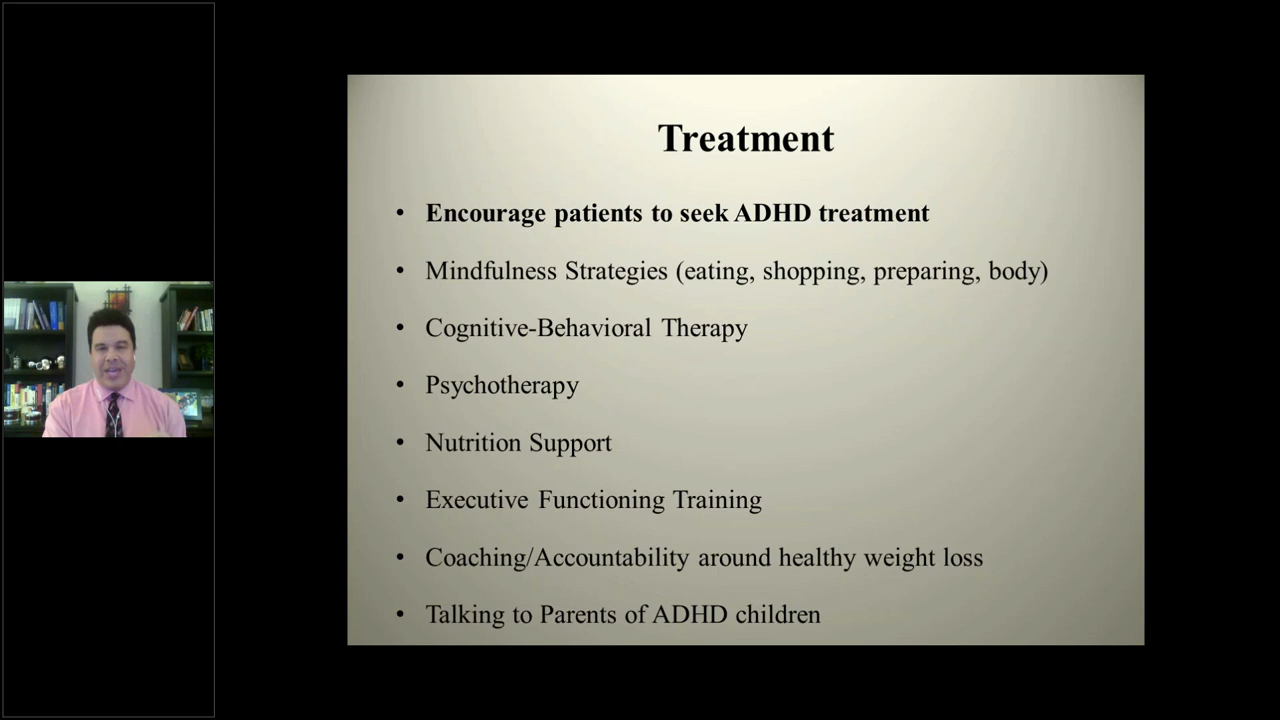 Treatment
• Encourage patients to seek ADHD treatment
• Mindfulness Strategies (eating, shopping, preparing, body)
• Cognitive-Behavioral Therapy
• Psychotherapy
• Nutrition Support
• Executive Functioning Training
• Coaching/Accountability around healthy weight loss
• Talking to Parents of ADHD children